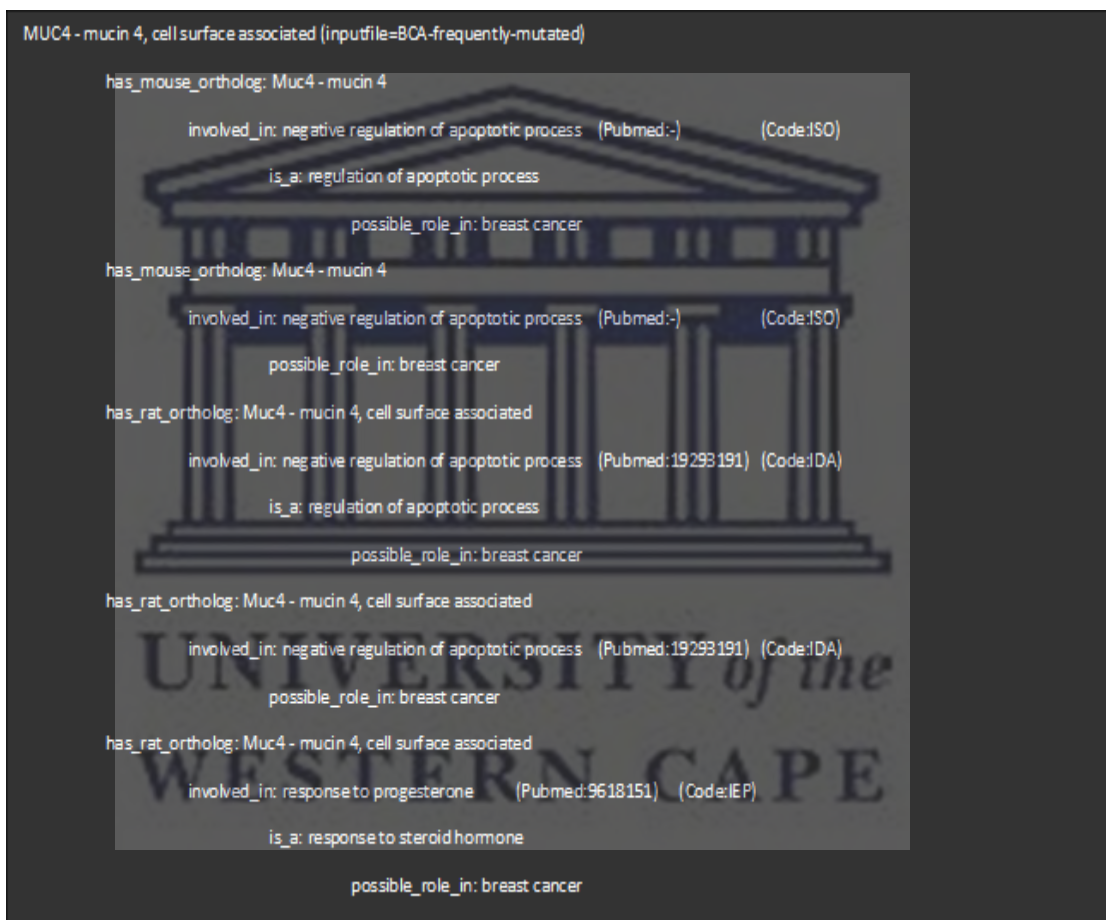 MUC4 - mucin 4, cell surface associated (inputfile=BCA-frequently-mutated)
has_mouse_ortholog: Muc4 - mucin 4
involved_in: negative regulation of apoptotic process (Pubmed:-) (Code:ISO)
is_a: regulation of apoptotic process
possible_role_in: breast cancer
has_mouse_ortholog: Muc4 - mucin 4
involved_in: negative regulation of apoptotic process (Pubmed:-) (Code:ISO)
possible_role_in: breast cancer
has_rat_ortholog: Muc4 - mucin 4, cell surface associated
involved_in: negative regulation of apoptotic process (Pubmed:19293191) (Code:IDA)
is_a: regulation of apoptotic process
possible_role_in: breast cancer
has_rat_ortholog: Muc4 - mucin 4, cell surface associated
involved_in: negative regulation of apoptotic process (Pubmed:19293191) (Code:IDA)
UNIVERSITY of the
possible_role_in: breast cancer
has_rat_ortholog: Muc4 - mucin 4, cell surface associated
WESTERN CAPE
involved_in: response to progesterone (Pubmed:9618151) (Code:IEP)
is_a: response to steroid hormone
possible_role_in: breast cancer